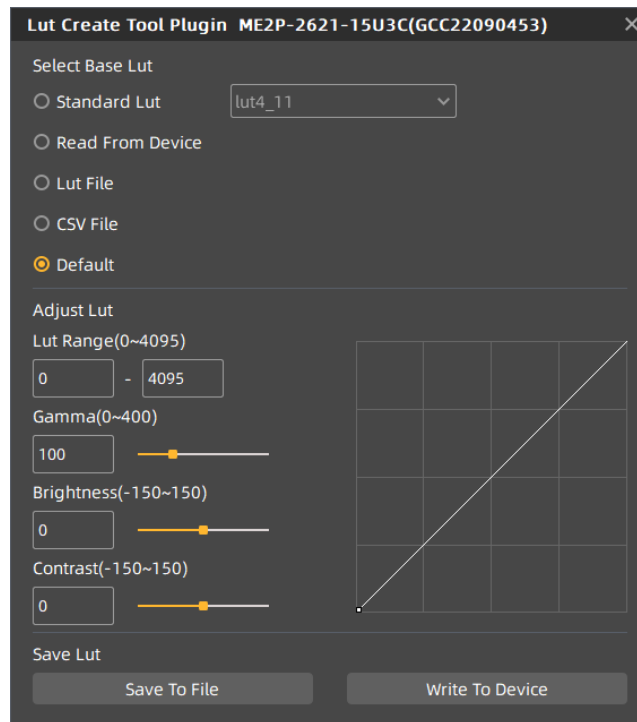 Lut Create Tool Plugin ME2P-2621-15U3C(GCC22090453)
Select Base Lut
Standard Lut lut4_11
Read From Device
Lut File
CSV File
Default
Adjust Lut
Lut Range(0~4095)
0 - 4095
Gamma(0~400)
100
Brightness(-150~150)
0
Contrast(-150~150)
0
Save Lut
Save To File Write To Device